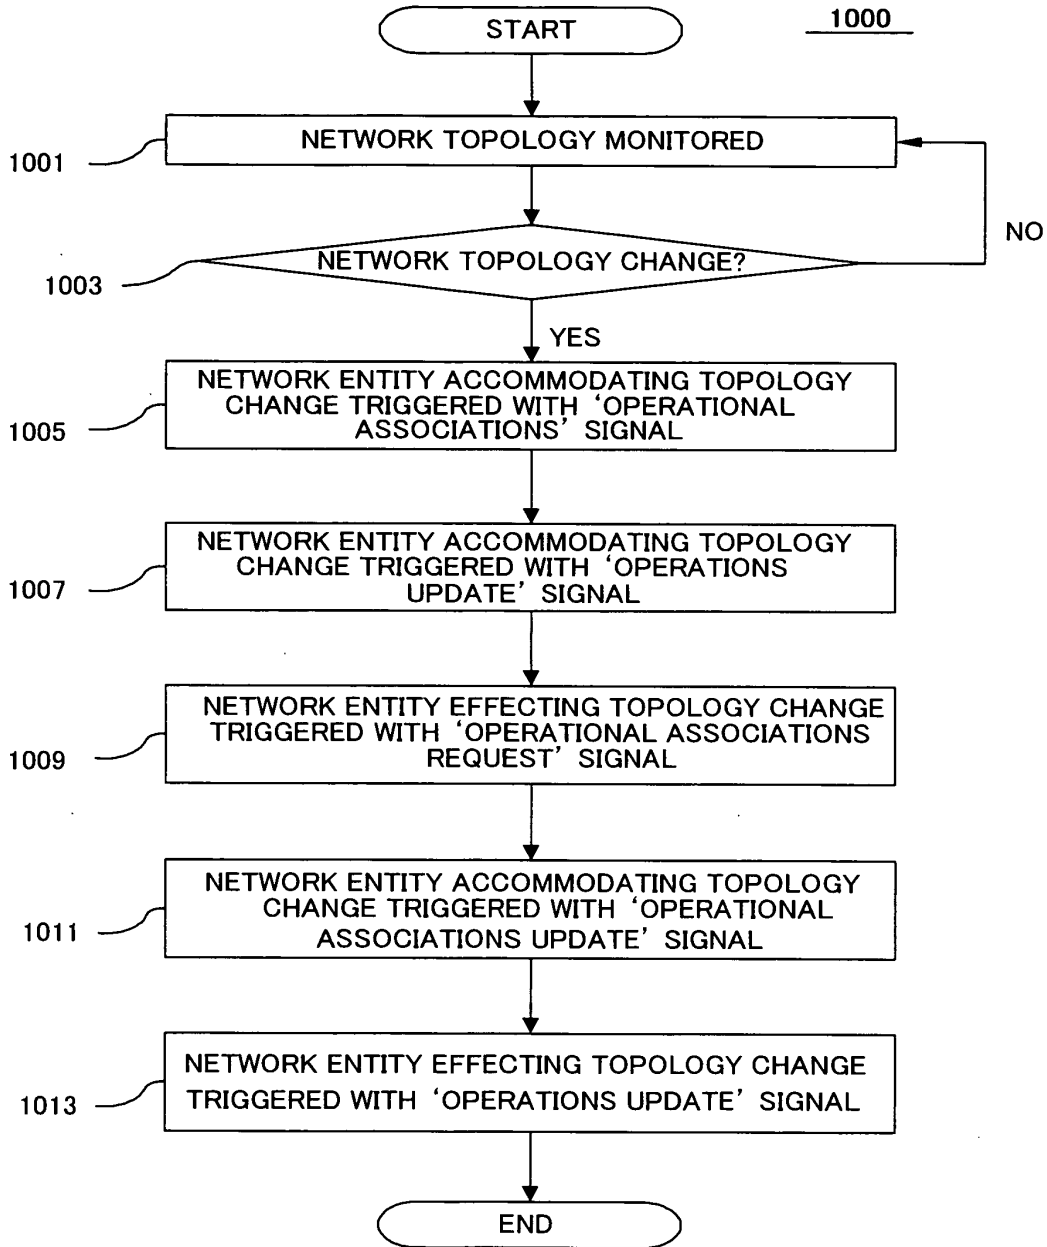 START
1000
NETWORK TOPOLOGY MONITORED
1001
NO
NETWORK TOPOLOGY CHANGE?
1003
YES
NETWORK ENTITY ACCOMMODATING TOPOLOGY
CHANGE TRIGGERED WITH ‘OPERATIONAL
ASSOCIATIONS’ SIGNAL
1005
NETWORK ENTITY ACCOMMODATING TOPOLOGY
CHANGE TRIGGERED WITH ‘OPERATIONS
UPDATE’ SIGNAL
1007
NETWORK ENTITY EFFECTING TOPOLOGY CHANGE
TRIGGERED WITH ‘OPERATIONAL ASSOCIATIONS
REQUEST’ SIGNAL
1009
NETWORK ENTITY ACCOMMODATING TOPOLOGY
CHANGE TRIGGERED WITH ‘OPERATIONAL
ASSOCIATIONS UPDATE’ SIGNAL
1011
NETWORK ENTITY EFFECTING TOPOLOGY CHANGE
TRIGGERED WITH ‘OPERATIONS UPDATE’ SIGNAL
1013
END